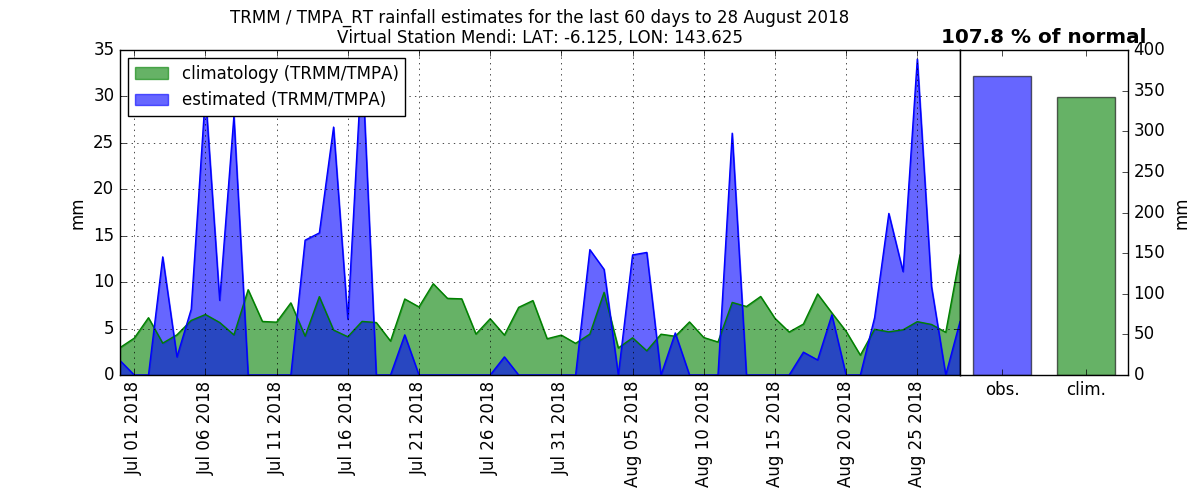 TRMM / TMPA_RT rainfall estimates for the last 60 days to 28 August 2018
Virtual Station Mendi: LAT: -6.125, LON: 143.625
107.8 % of normal
climatology (TRMM/TMPA)
estimated (TRMM/TMPA)
35
30
25
20
15
10
5
0
mm
Jul 01 2018
Jul 06 2018
Jul 11 2018
Jul 16 2018
Jul 21 2018
Jul 26 2018
Jul 31 2018
Aug 05 2018
Aug 10 2018
Aug 15 2018
Aug 20 2018
Aug 25 2018
obs.
clim.
400
350
300
250
200
150
100
50
0
mm